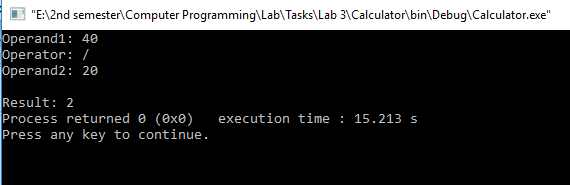 "E:\2nd semester\Computer Programming\Lab\Tasks\Lab 3\Calculator\bin\Debug\Calculator.exe"
Operand1: 40
Operator: /
Operand2: 20
Result: 2
Process returned 0 (0x0)   execution time : 15.213 s
Press any key to continue.